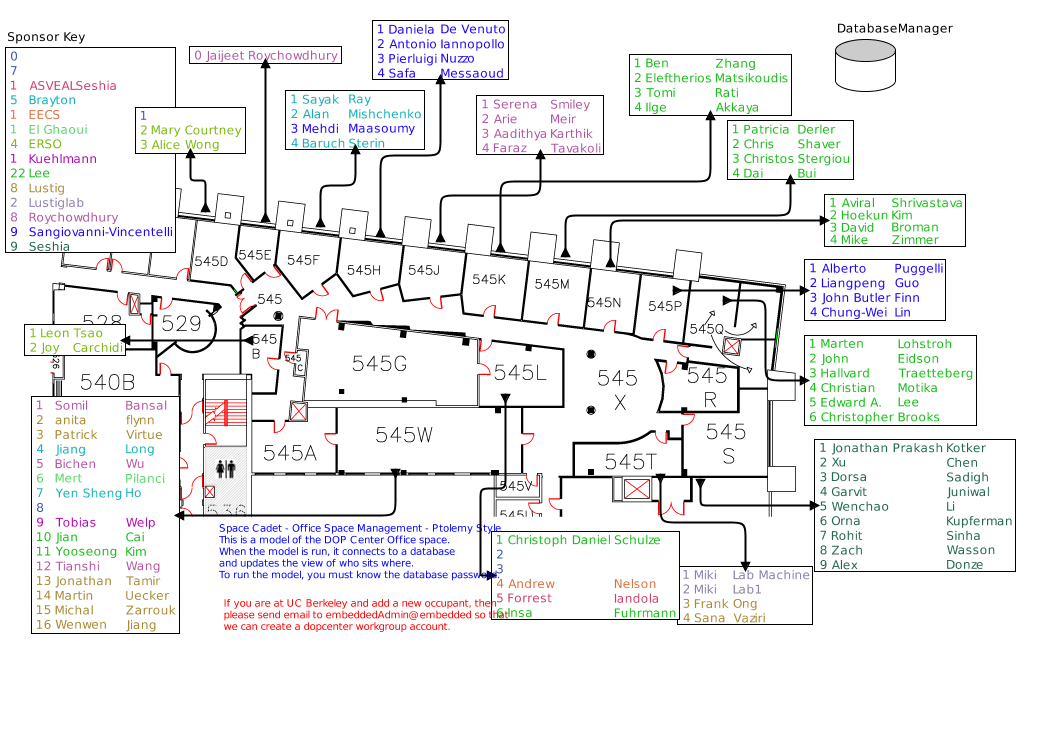 Sponsor Key
0
7
1 ASVEALSeshia
5 Brayton
1 EECS
1 El Ghaoui
4 ERSO
1 Kuehlmann
22 Lee
8 Lustig
2 Lustiglab
8 Roychowdhury
9 Sangiovanni-Vincentelli
9 Seshia
1
2 Mary Courtney
3 Alice Wong
0 Jaijeet Roychowdhury
1 Sayak Ray
2 Alan Mishchenko
3 Mehdi Maasoumy
4 Baruch Sterin
1 Daniela De Venuto
2 Antonio Iannopollo
3 Pierluigi Nuzzo
4 Safa Messaoud
1 Serena Smiley
2 Arie Meir
3 Aadithya Karthik
4 Faraz Tavakoli
1 Ben Zhang
2 Eleftherios Matsikoudis
3 Tomi Rati
4 Ilge Akkaya
DatabaseManager
1 Patricia Derler
2 Chris Shaver
3 Christos Stergiou
4 Dai Bui
1 Aviral Shrivastava
2 Hoekun Kim
3 David Broman
4 Mike Zimmer
1 Alberto Puggelli
2 Liangpeng Guo
3 John Butler Finn
4 Chung-Wei Lin
1 Marten Lohstroh
2 John Eidson
3 Hallvard Traetteberg
4 Christian Motika
5 Edward A. Lee
6 Christopher Brooks
1 Jonathan Prakash Kotker
2 Xu Chen
3 Dorsa Sadigh
4 Garvit Juniwal
5 Wenchao Li
6 Orna Kupferman
7 Rohit Sinha
8 Zach Wasson
9 Alex Donze
545D
545E
545F
545H
545J
545K
545M
545N
545P
545Q
545
528
529
1 Leon Tsao
2 Joy Carchidi
540B
545
B
545
C
545G
545L
545
X
545
R
545
S
545A
545W
545T
545V
545U
536
1 Somil Bansal
2 anita flynn
3 Patrick Virtue
4 Jiang Long
5 Bichen Wu
6 Mert Pilanci
7 Yen Sheng Ho
8
9 Tobias Welp
10 Jian Cai
11 Yooseong Kim
12 Tianshi Wang
13 Jonathan Tamir
14 Martin Uecker
15 Michal Zarrouk
16 Wenwen Jiang
Space Cadet - Office Space Management - Ptolemy Style
This is a model of the DOP Center Office space.
When the model is run, it connects to a database
and updates the view of who sits where.
To run the model, you must know the database password.
If you are at UC Berkeley and add a new occupant, then
please send email to embeddedAdmin@embedded so that
we can create a dopcenter workgroup account.
1 Christoph Daniel Schulze
2
3
4 Andrew Nelson
5 Forrest Iandola
6 Insa Fuhrmann
1 Miki Lab Machine
2 Miki Lab1
3 Frank Ong
4 Sana Vaziri